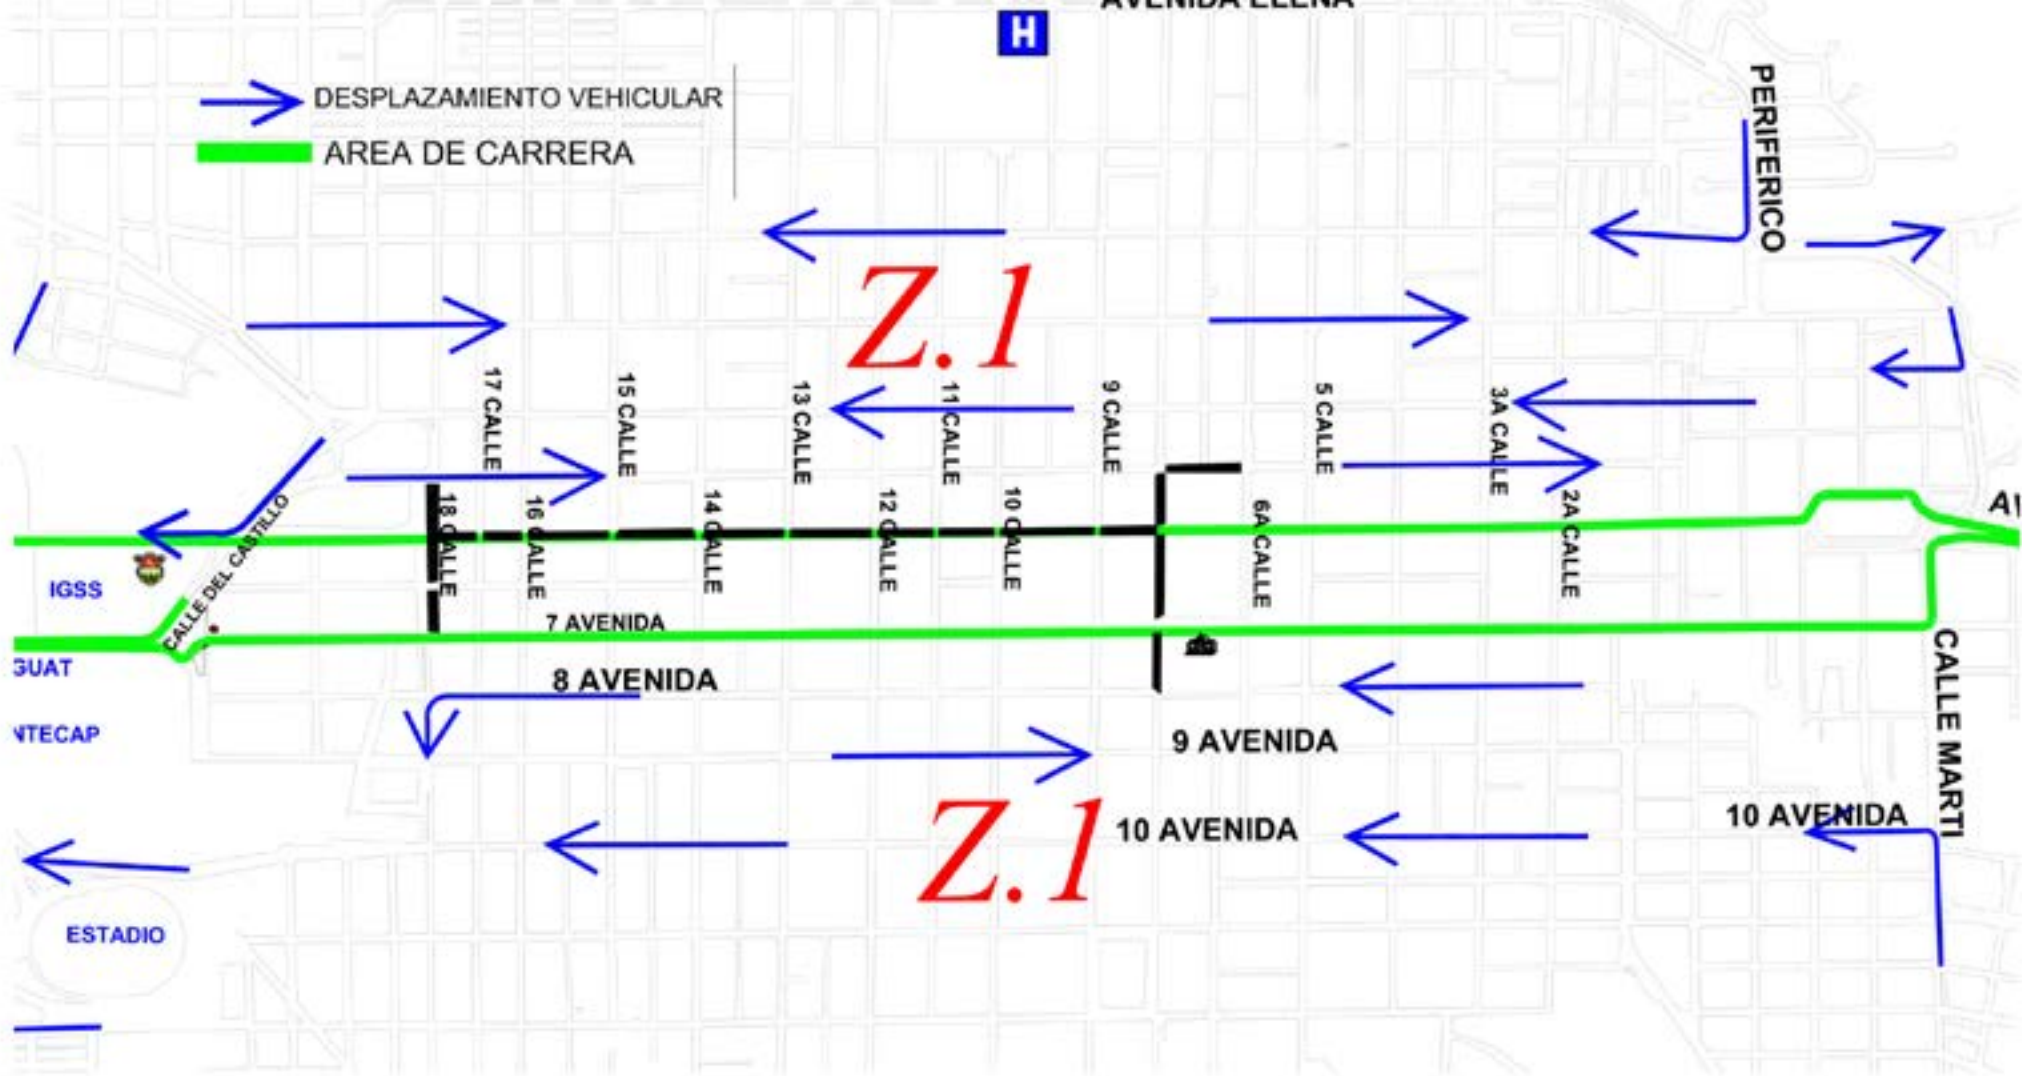 AVENIDA ELENA
H
DESPLAZAMIENTO VEHICULAR
AREA DE CARRERA
PERIFERICO
Z.1
17 CALLE
15 CALLE
13 CALLE
11 CALLE
9 CALLE
5 CALLE
3A CALLE
18 CALLE
16 CALLE
14 CALLE
12 CALLE
10 CALLE
6A CALLE
2A CALLE
CALLE DEL CASTILLO
IGSS
7 AVENIDA
GUAT
8 AVENIDA
NTECAP
9 AVENIDA
CALLE MARTI
Z.1
10 AVENIDA
10 AVENIDA
ESTADIO